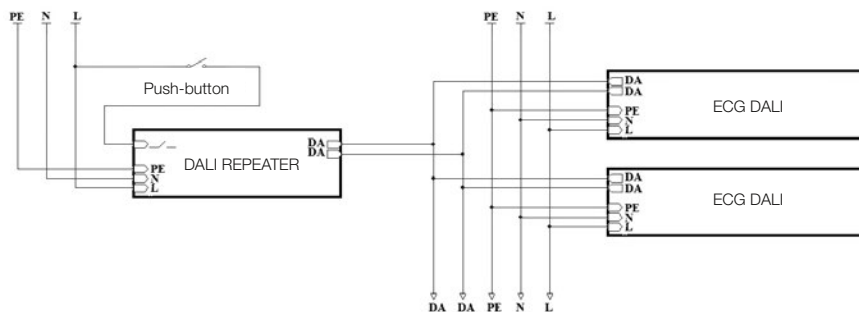 PE N L
PE N L
Push-button
DALI REPEATER
PE
N
L
DA
DA
DA
DA
PE
N
L
ECG DALI
DA
DA
PE
N
L
ECG DALI
DA DA PE N L